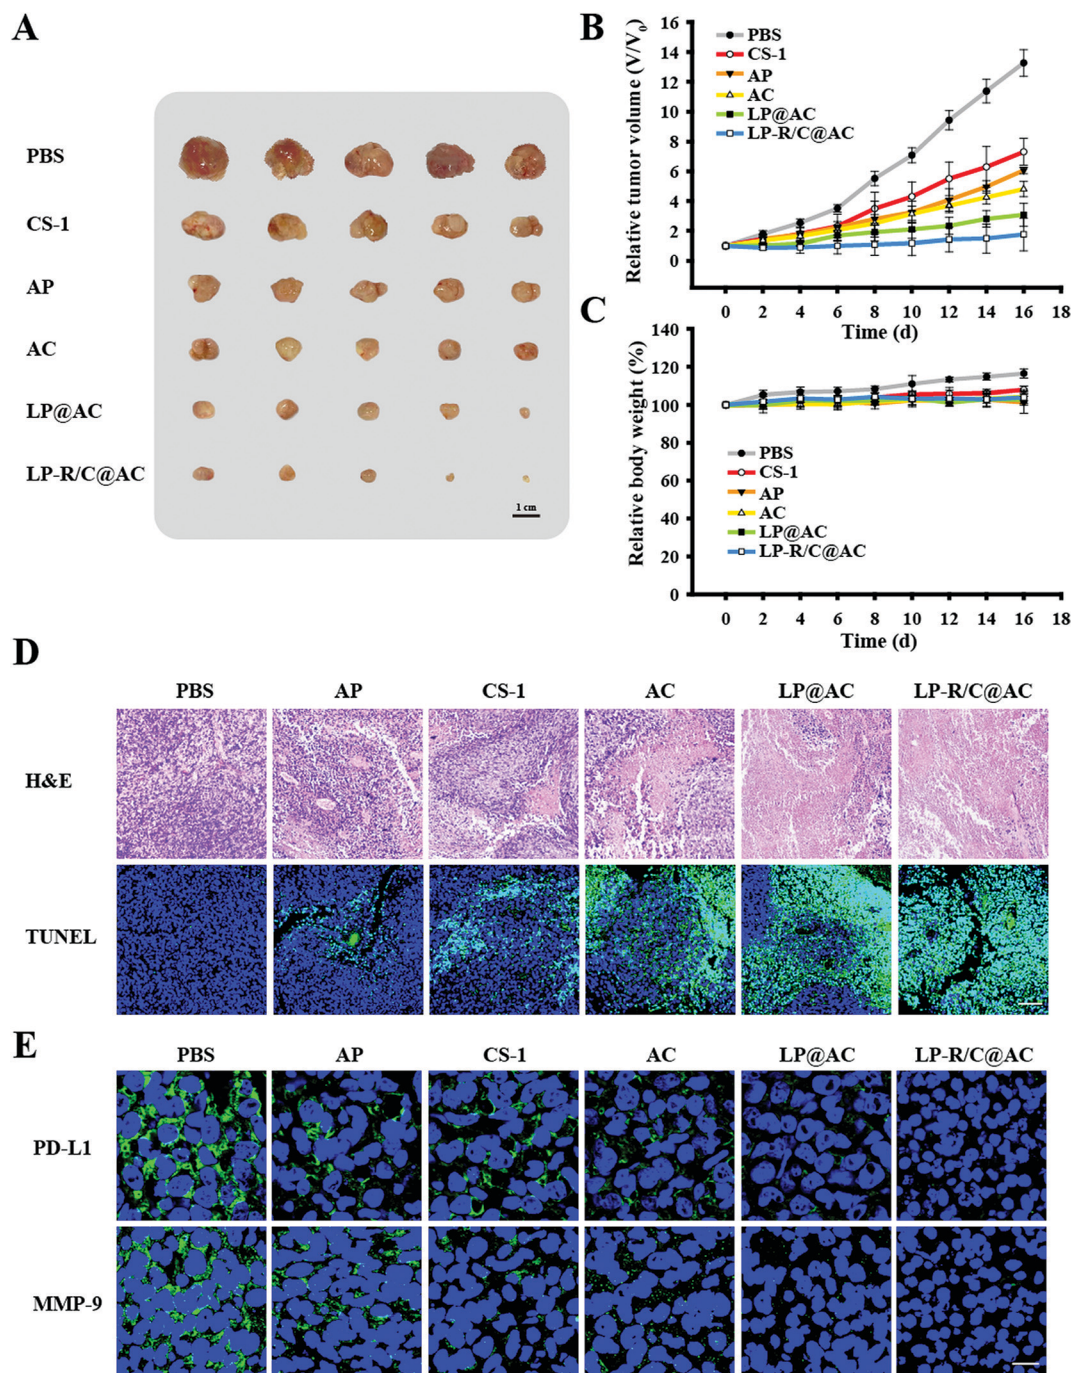 A
PBS
CS-1
AP
AC
LP@AC
LP-R/C@AC
1 cm
B
Relative tumor volume (V/V₀)
16
14
12
10
8
6
4
2
0
PBS
CS-1
AP
AC
LP@AC
LP-R/C@AC
0 2 4 6 8 10 12 14 16 18
Time (d)
C
Relative body weight (%)
140
120
100
80
60
40
20
0
PBS
CS-1
AP
AC
LP@AC
LP-R/C@AC
0 2 4 6 8 10 12 14 16 18
Time (d)
D
PBS AP CS-1 AC LP@AC LP-R/C@AC
H&E
TUNEL
E
PBS AP CS-1 AC LP@AC LP-R/C@AC
PD-L1
MMP-9